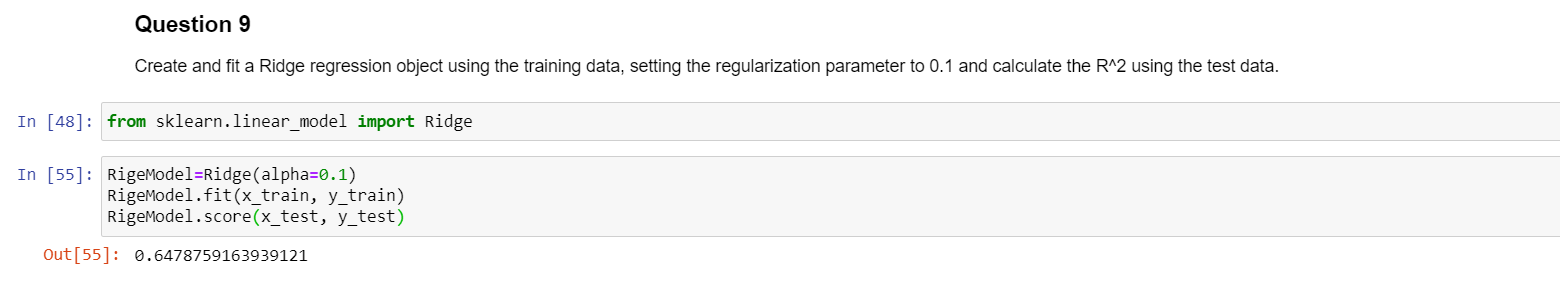 Question 9
Create and fit a Ridge regression object using the training data, setting the regularization parameter to 0.1 and calculate the R^2 using the test data.
In [48]: from sklearn.linear_model import Ridge
In [55]: RigeModel=Ridge(alpha=0.1)
RigeModel.fit(x_train, y_train)
RigeModel.score(x_test, y_test)
Out[55]: 0.6478759163939121